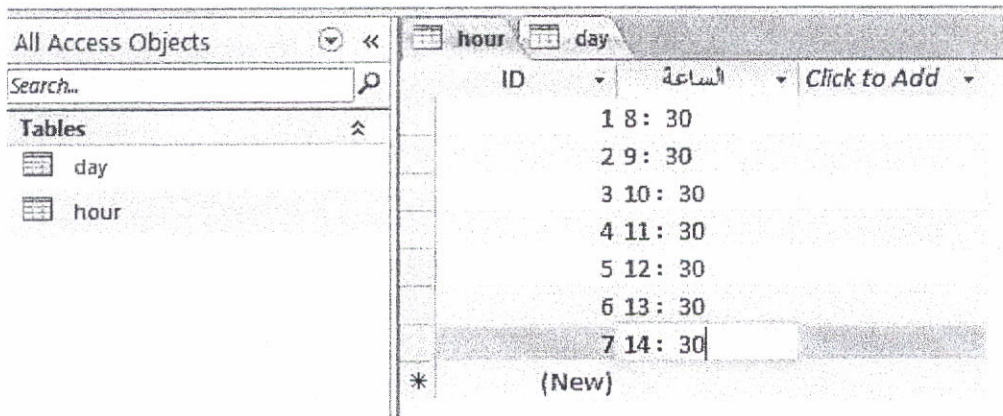 All Access Objects «
Search...
Tables
day
hour
hour day
ID الساعة Click to Add
1 8: 30
2 9: 30
3 10: 30
4 11: 30
5 12: 30
6 13: 30
7 14: 30
* (New)